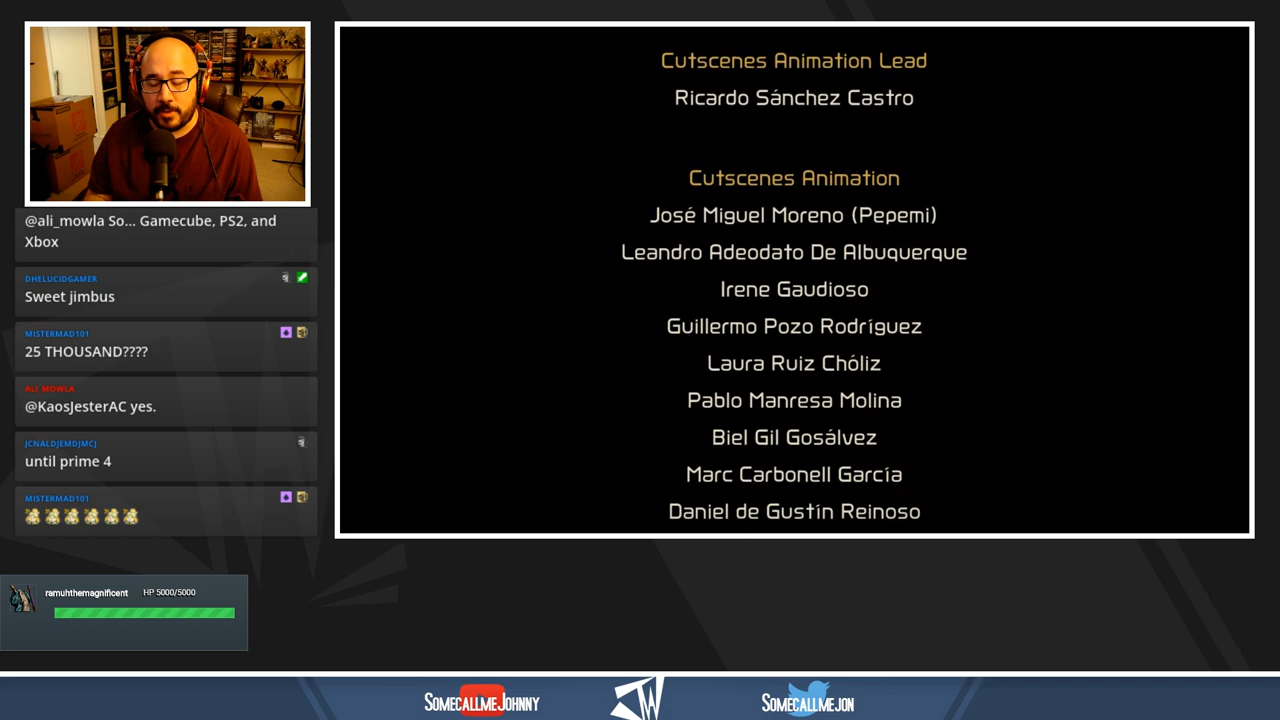 @ali_mowla So... Gamecube, PS2, and
Xbox
DHELUCIDGAMER
Sweet jimbus
MISTERMAD101
25 THOUSAND????
ALI MOWLA
@KaosJesterAC yes.
JCNALDJEMDJMCJ
until prime 4
MISTERMAD101
ramuhthemagnificent HP 5000/5000
Cutscenes Animation Lead
Ricardo Sánchez Castro
Cutscenes Animation
José Miguel Moreno (Pepemi)
Leandro Adeodato De Albuquerque
Irene Gaudioso
Guillermo Pozo Rodríguez
Laura Ruiz Chóliz
Pablo Manresa Molina
Biel Gil Gosálvez
Marc Carbonell García
Daniel de Gustín Reinoso
SOMECALLMEJOHNNY
SOMECALLMEJON